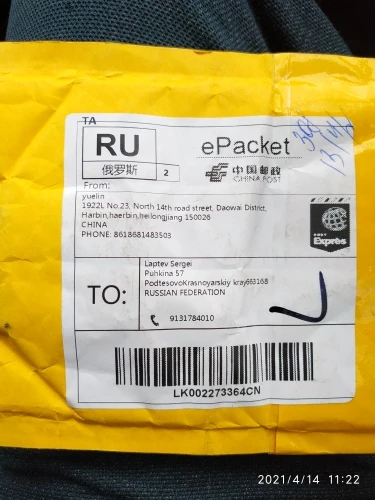 TA
RU
俄罗斯
2
ePacket
中国邮政
CHINA POST
From:
yuelin
1922L No.23, North 14th road street, Daowai District,
Harbin,haerbin,heilongjiang 150026
CHINA
PHONE: 8618681483503
Exprès
TO:
Laptev Sergei
Puhkina 57
PodtesovoKrasnoyarskiy kray663168
RUSSIAN FEDERATION
9131784010
LK002273364CN
2021/4/14 11:22